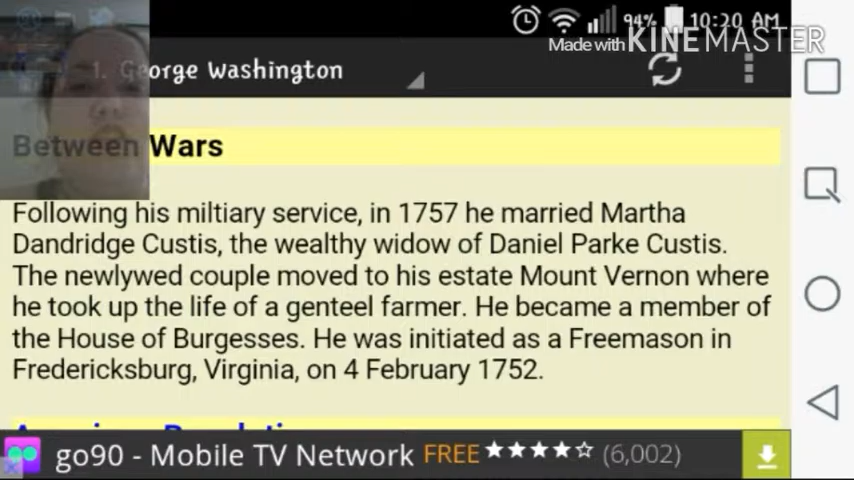 94% 10:20 AM
Made with KINEMASTER
1. George Washington
Between Wars
Following his miltiary service, in 1757 he married Martha
Dandridge Custis, the wealthy widow of Daniel Parke Custis.
The newlywed couple moved to his estate Mount Vernon where
he took up the life of a genteel farmer. He became a member of
the House of Burgesses. He was initiated as a Freemason in
Fredericksburg, Virginia, on 4 February 1752.
go90 - Mobile TV Network FREE (6,002)